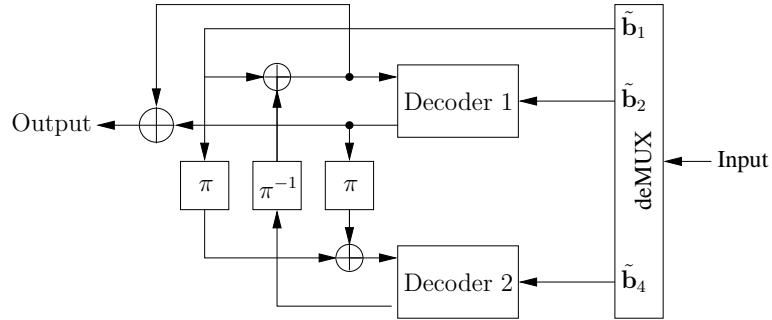 b̃₁
Decoder 1
b̃₂
Output
π
π⁻¹
π
deMUX
Input
Decoder 2
b̃₄